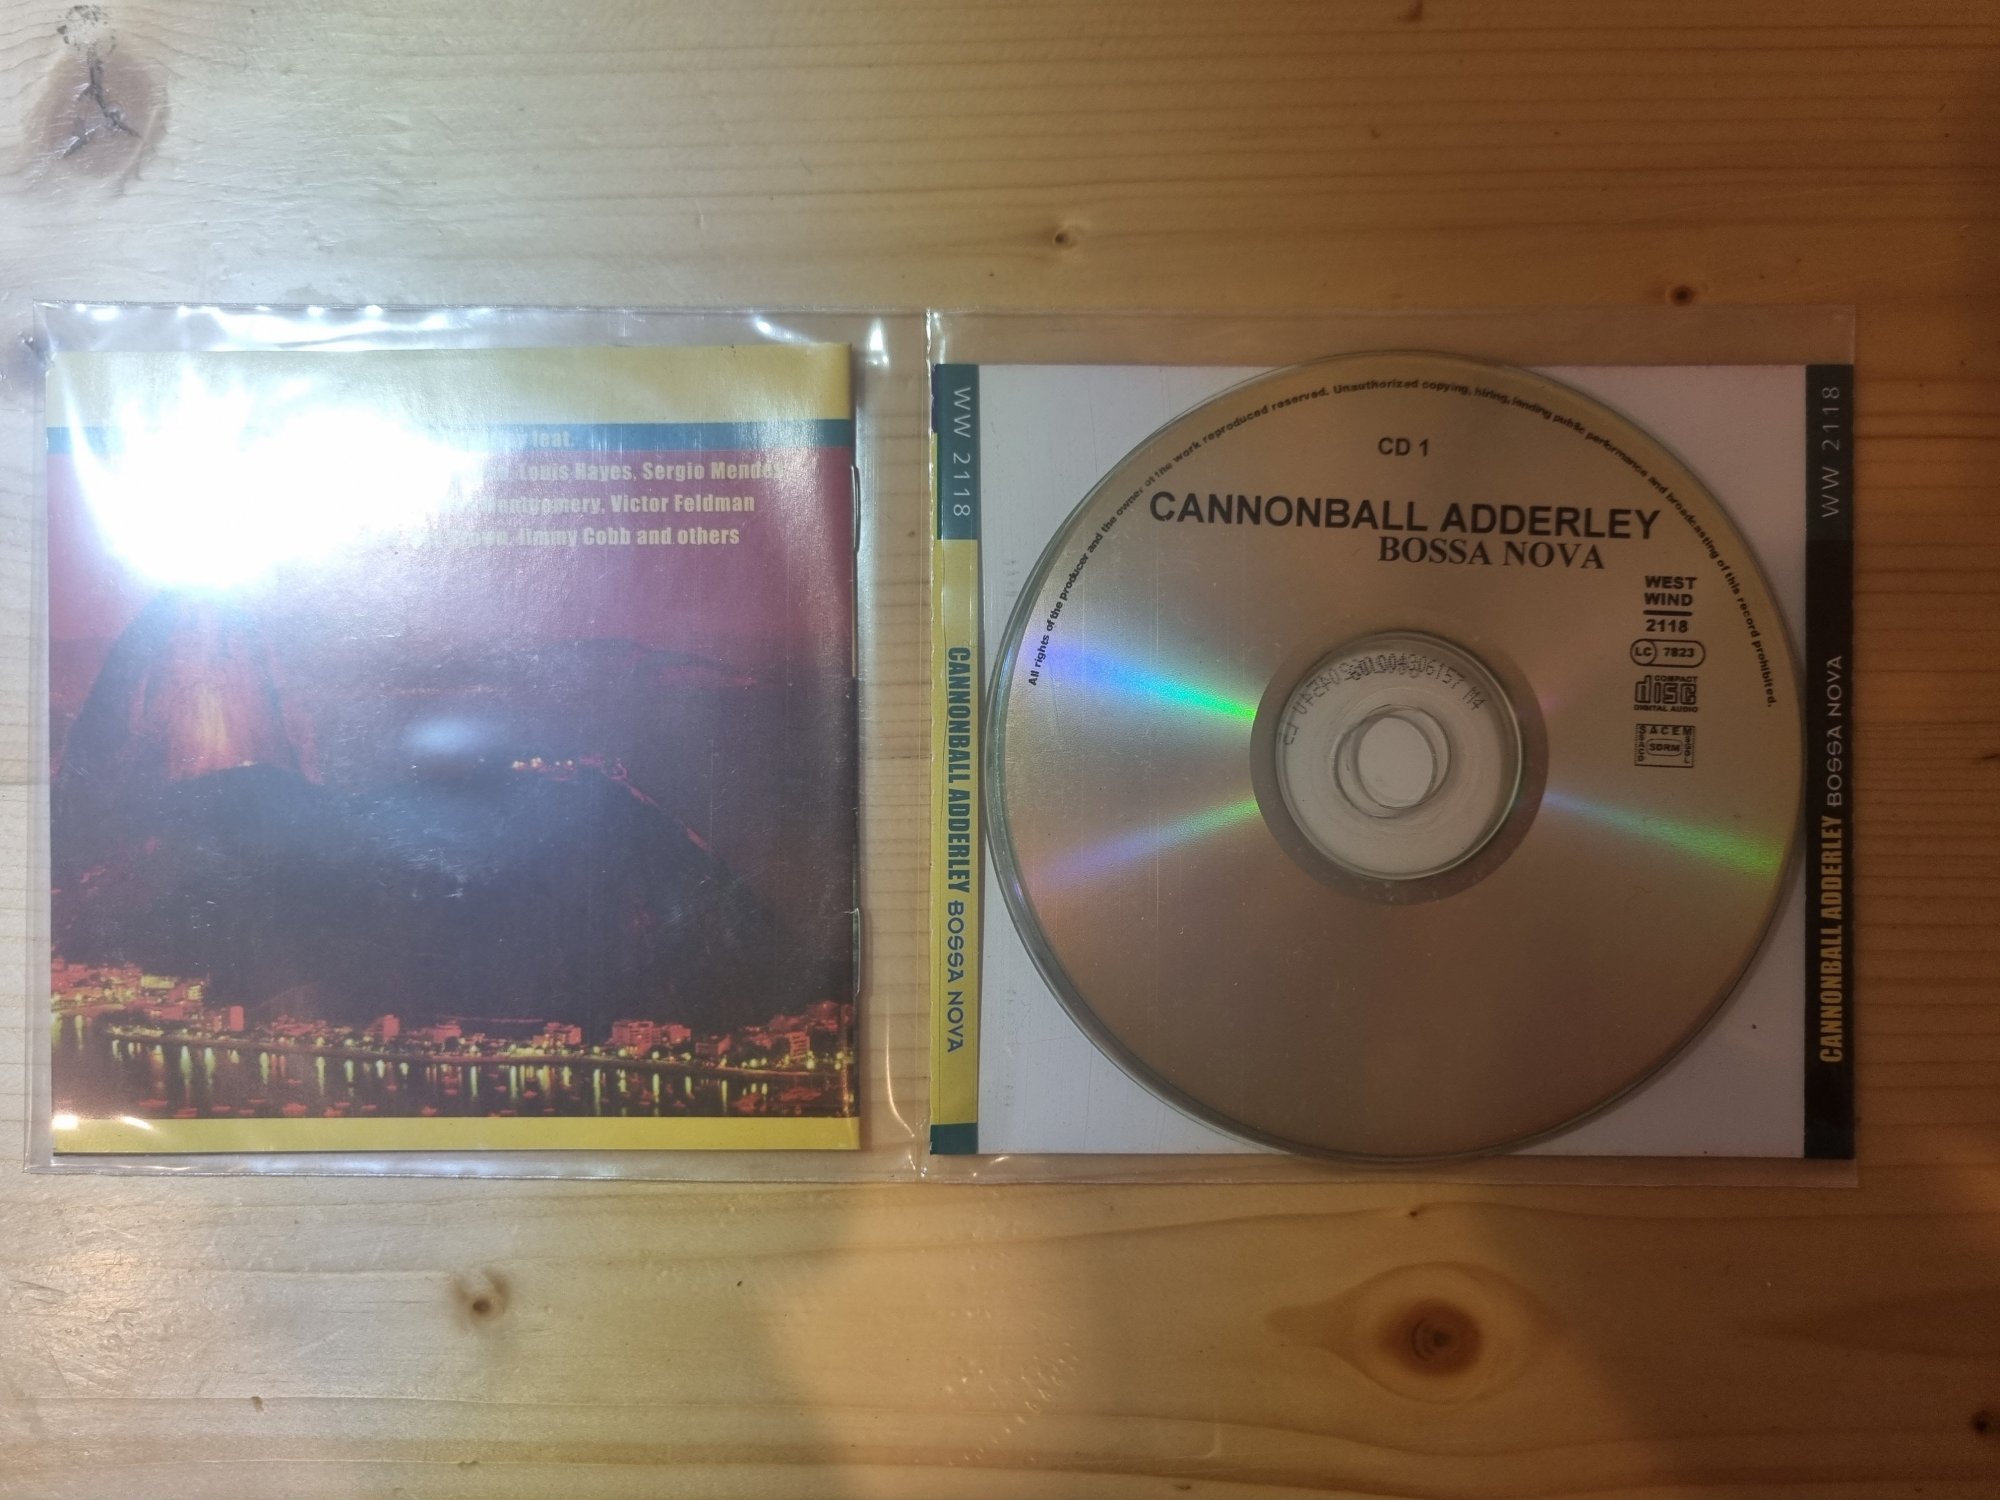 feat.
Louis Hayes, Sergio Mendes
Montgomery, Victor Feldman
Jimmy Cobb and others
WW 2118
CANNONBALL ADDERLEY BOSSA NOVA
All rights of the producer and the owner of the work reproduced reserved. Unauthorized copying, hiring, lending public performance and broadcasting of this record prohibited.
CD 1
CANNONBALL ADDERLEY
BOSSA NOVA
WEST
WIND
2118
LC 7823
COMPACT
disc
DIGITAL AUDIO
SACEM
SDRM
WW 2118
CANNONBALL ADDERLEY BOSSA NOVA